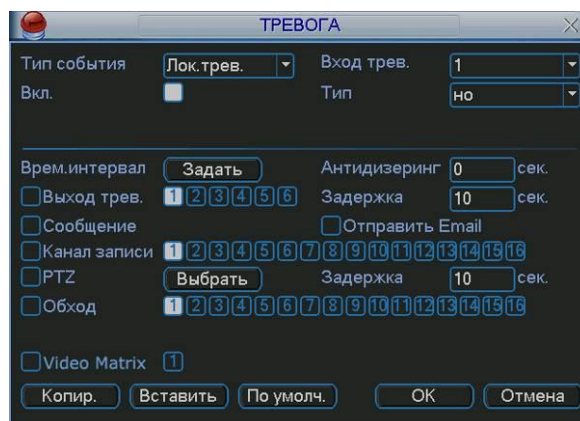 ТРЕВОГА
Тип события Лок.трев. Вход трев. 1
Вкл. Тип но
Врем.интервал Задать Антидизеринг 0 сек.
Выход трев. 1 2 3 4 5 6 Задержка 10 сек.
Сообщение Отправить Email
Канал записи 1 2 3 4 5 6 7 8 9 10 11 12 13 14 15 16
PTZ Выбрать Задержка 10 сек.
Обход 1 2 3 4 5 6 7 8 9 10 11 12 13 14 15 16
Video Matrix 1
Копир. Вставить По умолч. OK Отмена